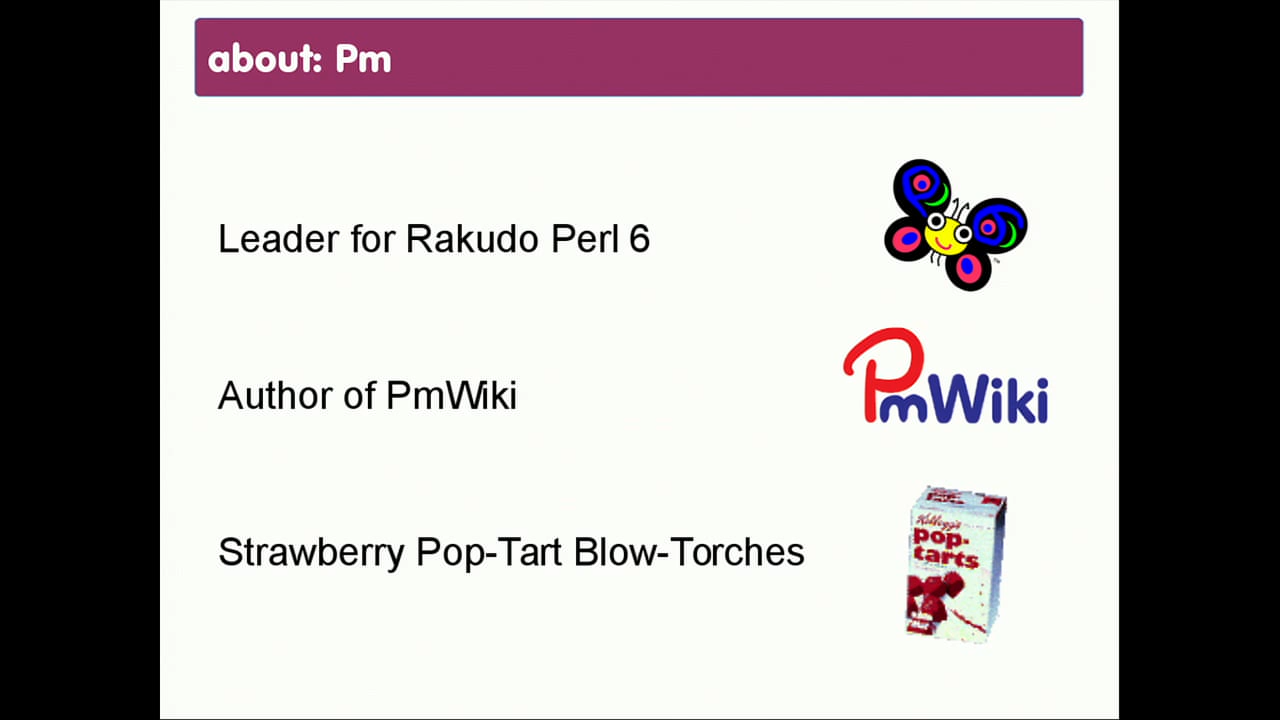 about: Pm
Leader for Rakudo Perl 6
Author of PmWiki
PmWiki
Strawberry Pop-Tart Blow-Torches
Kellogg's
pop-
tarts